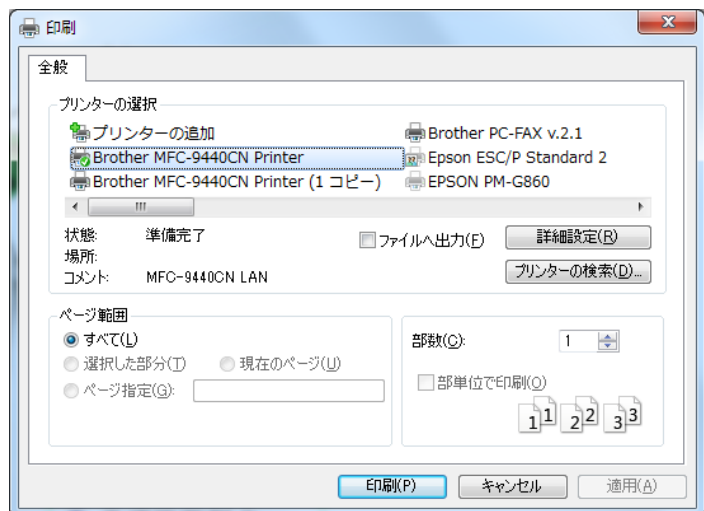 印刷
全般
プリンターの選択
プリンターの追加
Brother PC-FAX v.2.1
Brother MFC-9440CN Printer
Epson ESC/P Standard 2
Brother MFC-9440CN Printer (1 コピー)
EPSON PM-G860
状態: 準備完了
ファイルへ出力(F)
詳細設定(R)
場所:
プリンターの検索(D)...
コメント: MFC-9440CN LAN
ページ範囲
すべて(L)
部数(C): 1
選択した部分(T)
現在のページ(U)
部単位で印刷(O)
ページ指定(G):
1 1 2 2 3 3
印刷(P)
キャンセル
適用(A)